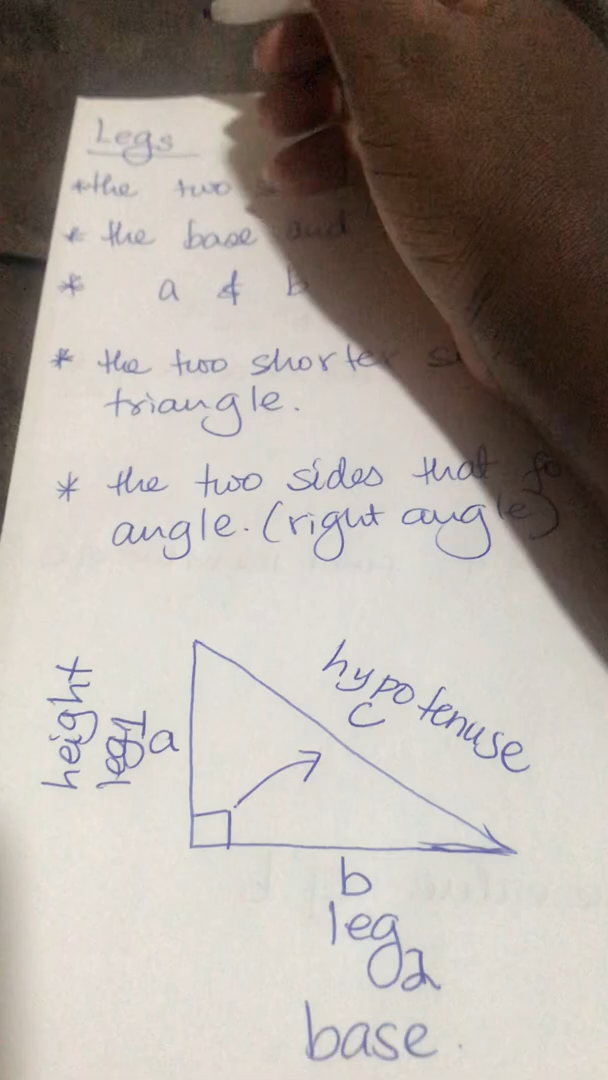 Legs
* the two
* the base and
* a & b
* the two shorter
triangle.
* the two sides that
angle. (right angle)
height
leg1
a
hypotenuse
c
b
leg2
base.